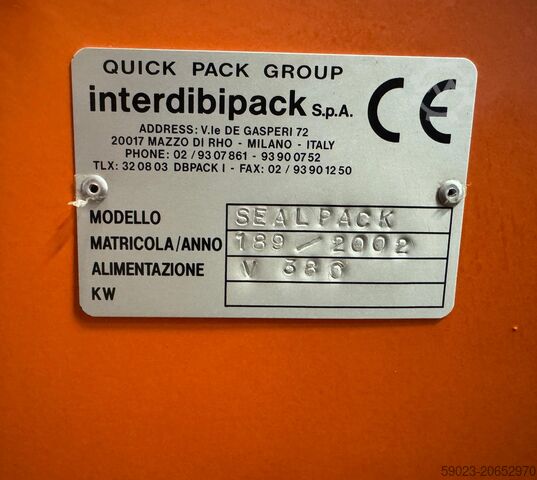 QUICK PACK GROUP
interdibipack S.p.A.
CE
ADDRESS: V.le DE GASPERI 72
20017 MAZZO DI RHO - MILANO - ITALY
PHONE: 02 / 93 07 861 - 93 90 07 52
TLX: 32 08 03 DBPACK I - FAX: 02 / 93 90 12 50
MODELLO SEALPACK
MATRICOLA/ANNO 189/2002
ALIMENTAZIONE V 380
KW
59023-20652970